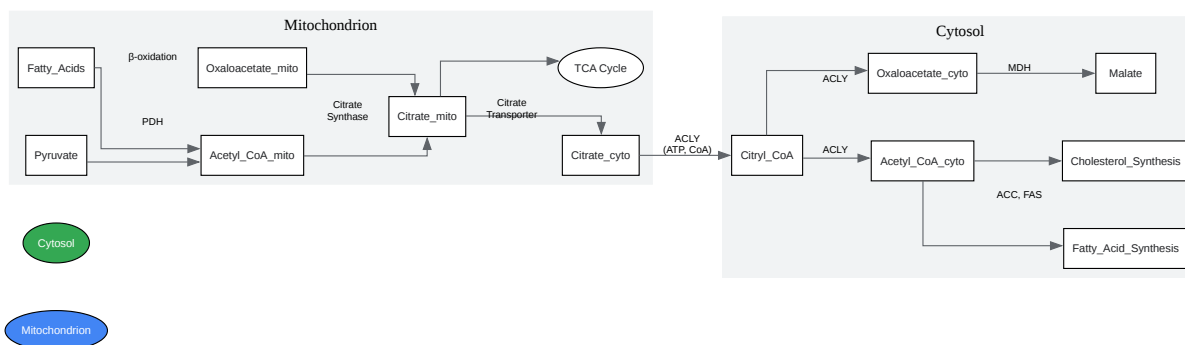 Mitochondrion
Fatty_Acids
β-oxidation
Oxaloacetate_mito
TCA Cycle
Citrate
Synthase
Citrate_mito
Citrate
Transporter
PDH
Pyruvate
Acetyl_CoA_mito
Citrate_cyto
ACLY
(ATP, CoA)
Cytosol
ACLY
Oxaloacetate_cyto
MDH
Malate
Citryl_CoA
ACLY
Acetyl_CoA_cyto
Cholesterol_Synthesis
ACC, FAS
Fatty_Acid_Synthesis
Cytosol
Mitochondrion